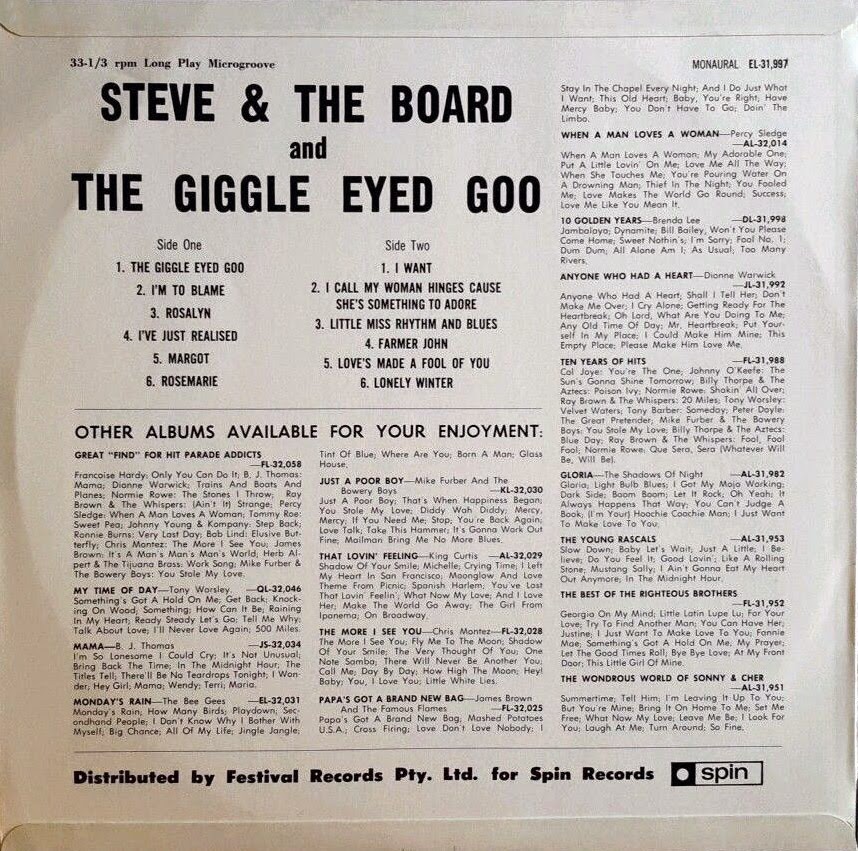 33-1/3 rpm Long Play Microgroove
MONAURAL EL-31,997
STEVE & THE BOARD
and
THE GIGGLE EYED GOO
Side One
1. THE GIGGLE EYED GOO
2. I'M TO BLAME
3. ROSALYN
4. I'VE JUST REALISED
5. MARGOT
6. ROSEMARIE
Side Two
1. I WANT
2. I CALL MY WOMAN HINGES CAUSE
SHE'S SOMETHING TO ADORE
3. LITTLE MISS RHYTHM AND BLUES
4. FARMER JOHN
5. LOVE'S MADE A FOOL OF YOU
6. LONELY WINTER
OTHER ALBUMS AVAILABLE FOR YOUR ENJOYMENT:
GREAT "FIND" FOR HIT PARADE ADDICTS
—FL-32,058
Francoise Hardy: Only You Can Do It; B. J. Thomas:
Mama; Dionne Warwick; Trains And Boats And
Planes; Normie Rowe: The Stones I Throw; Ray
Brown & The Whispers: (Ain't It) Strange; Percy
Sledge: When A Man Loves A Woman; Tommy Roe:
Sweet Pea; Johnny Young & Kompany: Step Back;
Ronnie Burns: Very Last Day; Bab Lind: Elusive But-
terfly; Chris Montez: The More I See You; James
Brown: It's A Man's Man's Man's World; Herb Al-
pert & The Tijuana Brass: Work Song; Mike Furber &
The Bowery Boys: You Stole My Love.
MY TIME OF DAY—Tony Worsley. —QL-32,046
Something's Got A Hold On Me; Get Back; Knock-
ing On Wood; Something; How Can It Be; Raining
In My Heart; Ready Steady Let's Go; Tell Me Why;
Talk About Love; I'll Never Love Again; 500 Miles.
MAMA—B. J. Thomas —JS-32,034
I'm So Lonesome I Could Cry; It's Not Unusual;
Bring Back The Time; In The Midnight Hour; The
Titles Tell; There'll Be No Teardrops Tonight; I Won-
der; Hey Girl; Mama; Wendy; Terri; Maria.
MONDAY'S RAIN—The Bee Gees —EL-32,031
Monday's Rain; How Many Birds; Playdown; Sec-
ondhand People; I Don't Know Why I Bother With
Myself; Big Chance; All Of My Life; Jingle Jangle;
Tint Of Blue; Where Are You; Born A Man; Glass
House.
JUST A POOR BOY—Mike Furber And The
Bowery Boys —KL-32,030
Just A Poor Boy; That's When Happiness Began;
You Stole My Love; Diddy Wah Diddy; Mercy,
Mercy; If You Need Me; Stop; You're Back Again;
Love Talk; Take This Hammer; It's Gonna Work Out
Fine; Mailman Bring Me No More Blues.
THAT LOVIN' FEELING—King Curtis —AL-32,029
Shadow Of Your Smile; Michelle; Crying Time; I Left
My Heart In San Francisco; Moonglow And Love
Theme From Picnic; Spanish Harlem; You've Lost
That Lovin' Feelin'; What Now My Love; And I Love
Her; Make The World Go Away; The Girl From
Ipanema; On Broadway.
THE MORE I SEE YOU—Chris Montez—FL-32,028
The More I See You; Fly Me To The Moon; Shadow
Of Your Smile; The Very Thought Of You; One
Note Samba; There Will Never Be Another You;
Call Me; Day By Day; How High The Moon; Hey!
Baby; You, I Love You; Little White Lies.
PAPA'S GOT A BRAND NEW BAG—James Brown
And The Famous Flames —FL-32,025
Papa's Got A Brand New Bag; Mashed Potatoes
U.S.A.; Cross Firing; Love Don't Love Nobody; I
Stay In The Chapel Every Night; And I Do Just What
I Want; This Old Heart; Baby, You're Right; Have
Mercy Baby; You Don't Have To Go; Doin' The
Limbo.
WHEN A MAN LOVES A WOMAN—Percy Sledge
—AL-32,014
When A Man Loves A Woman; My Adorable One;
Put A Little Lovin' On Me; Love Me All The Way;
When She Touches Me; You're Pouring Water On
A Drowning Man; Thief In The Night; You Fooled
Me; Love Makes The World Go Round; Success;
Love Me Like You Mean It.
10 GOLDEN YEARS—Brenda Lee —DL-31,998
Jambalaya; Dynamite; Bill Bailey, Won't You Please
Come Home; Sweet Nothin's; I'm Sorry; Fool No. 1;
Dum Dum; All Alone Am I; As Usual; Too Many
Rivers.
ANYONE WHO HAD A HEART—Dionne Warwick
—JL-31,992
Anyone Who Had A Heart; Shall I Tell Her; Don't
Make Me Over; I Cry Alone; Getting Ready For The
Heartbreak; Oh Lord, What Are You Doing To Me;
Any Old Time Of Day; Mr. Heartbreak; Put Your-
self In My Place; I Could Make Him Mine; This
Empty Place; Please Make Him Love Me.
TEN YEARS OF HITS —FL-31,988
Col Joye: You're The One; Johnny O'Keefe: The
Sun's Gonna Shine Tomorrow; Billy Thorpe & The
Aztecs: Poison Ivy; Normie Rowe: Shakin' All Over;
Ray Brown & The Whispers: 20 Miles; Tony Worsley:
Velvet Waters; Tony Barber: Someday; Peter Doyle:
The Great Pretender; Mike Furber & The Bowery
Boys: You Stole My Love; Billy Thorpe & The Aztecs:
Blue Day; Ray Brown & The Whispers: Fool, Fool
Fool; Normie Rowe: Que Sera, Sera (Whatever Will
Be, Will Be).
GLORIA—The Shadows Of Night —AL-31,982
Gloria; Light Bulb Blues; I Got My Mojo Working;
Dark Side; Boom Boom; Let It Rock; Oh Yeah; It
Always Happens That Way; You Can't Judge A
Book; (I'm Your) Hoochie Coochie Man; I Just Want
To Make Love To You.
THE YOUNG RASCALS —AL-31,953
Slow Down; Baby Let's Wait; Just A Little; I Be-
lieve; Do You Feel It; Good Lovin'; Like A Rolling
Stone; Mustang Sally; I Ain't Gonna Eat My Heart
Out Anymore; In The Midnight Hour.
THE BEST OF THE RIGHTEOUS BROTHERS
—FL-31,952
Georgia On My Mind; Little Latin Lupe Lu; For Your
Love; Try To Find Another Man; You Can Have Her;
Justine; I Just Want To Make Love To You; Fannie
Mae; Something's Got A Hold On Me; My Prayer;
Let The Good Times Roll; Bye Bye Love; At My Front
Door; This Little Girl Of Mine.
THE WONDROUS WORLD OF SONNY & CHER
—AL-31,951
Summertime; Tell Him; I'm Leaving It Up To You;
But You're Mine; Bring It On Home To Me; Set Me
Free; What Now My Love; Leave Me Be; I Look For
You; Laugh At Me; Turn Around; So Fine.
Distributed by Festival Records Pty. Ltd. for Spin Records
spin